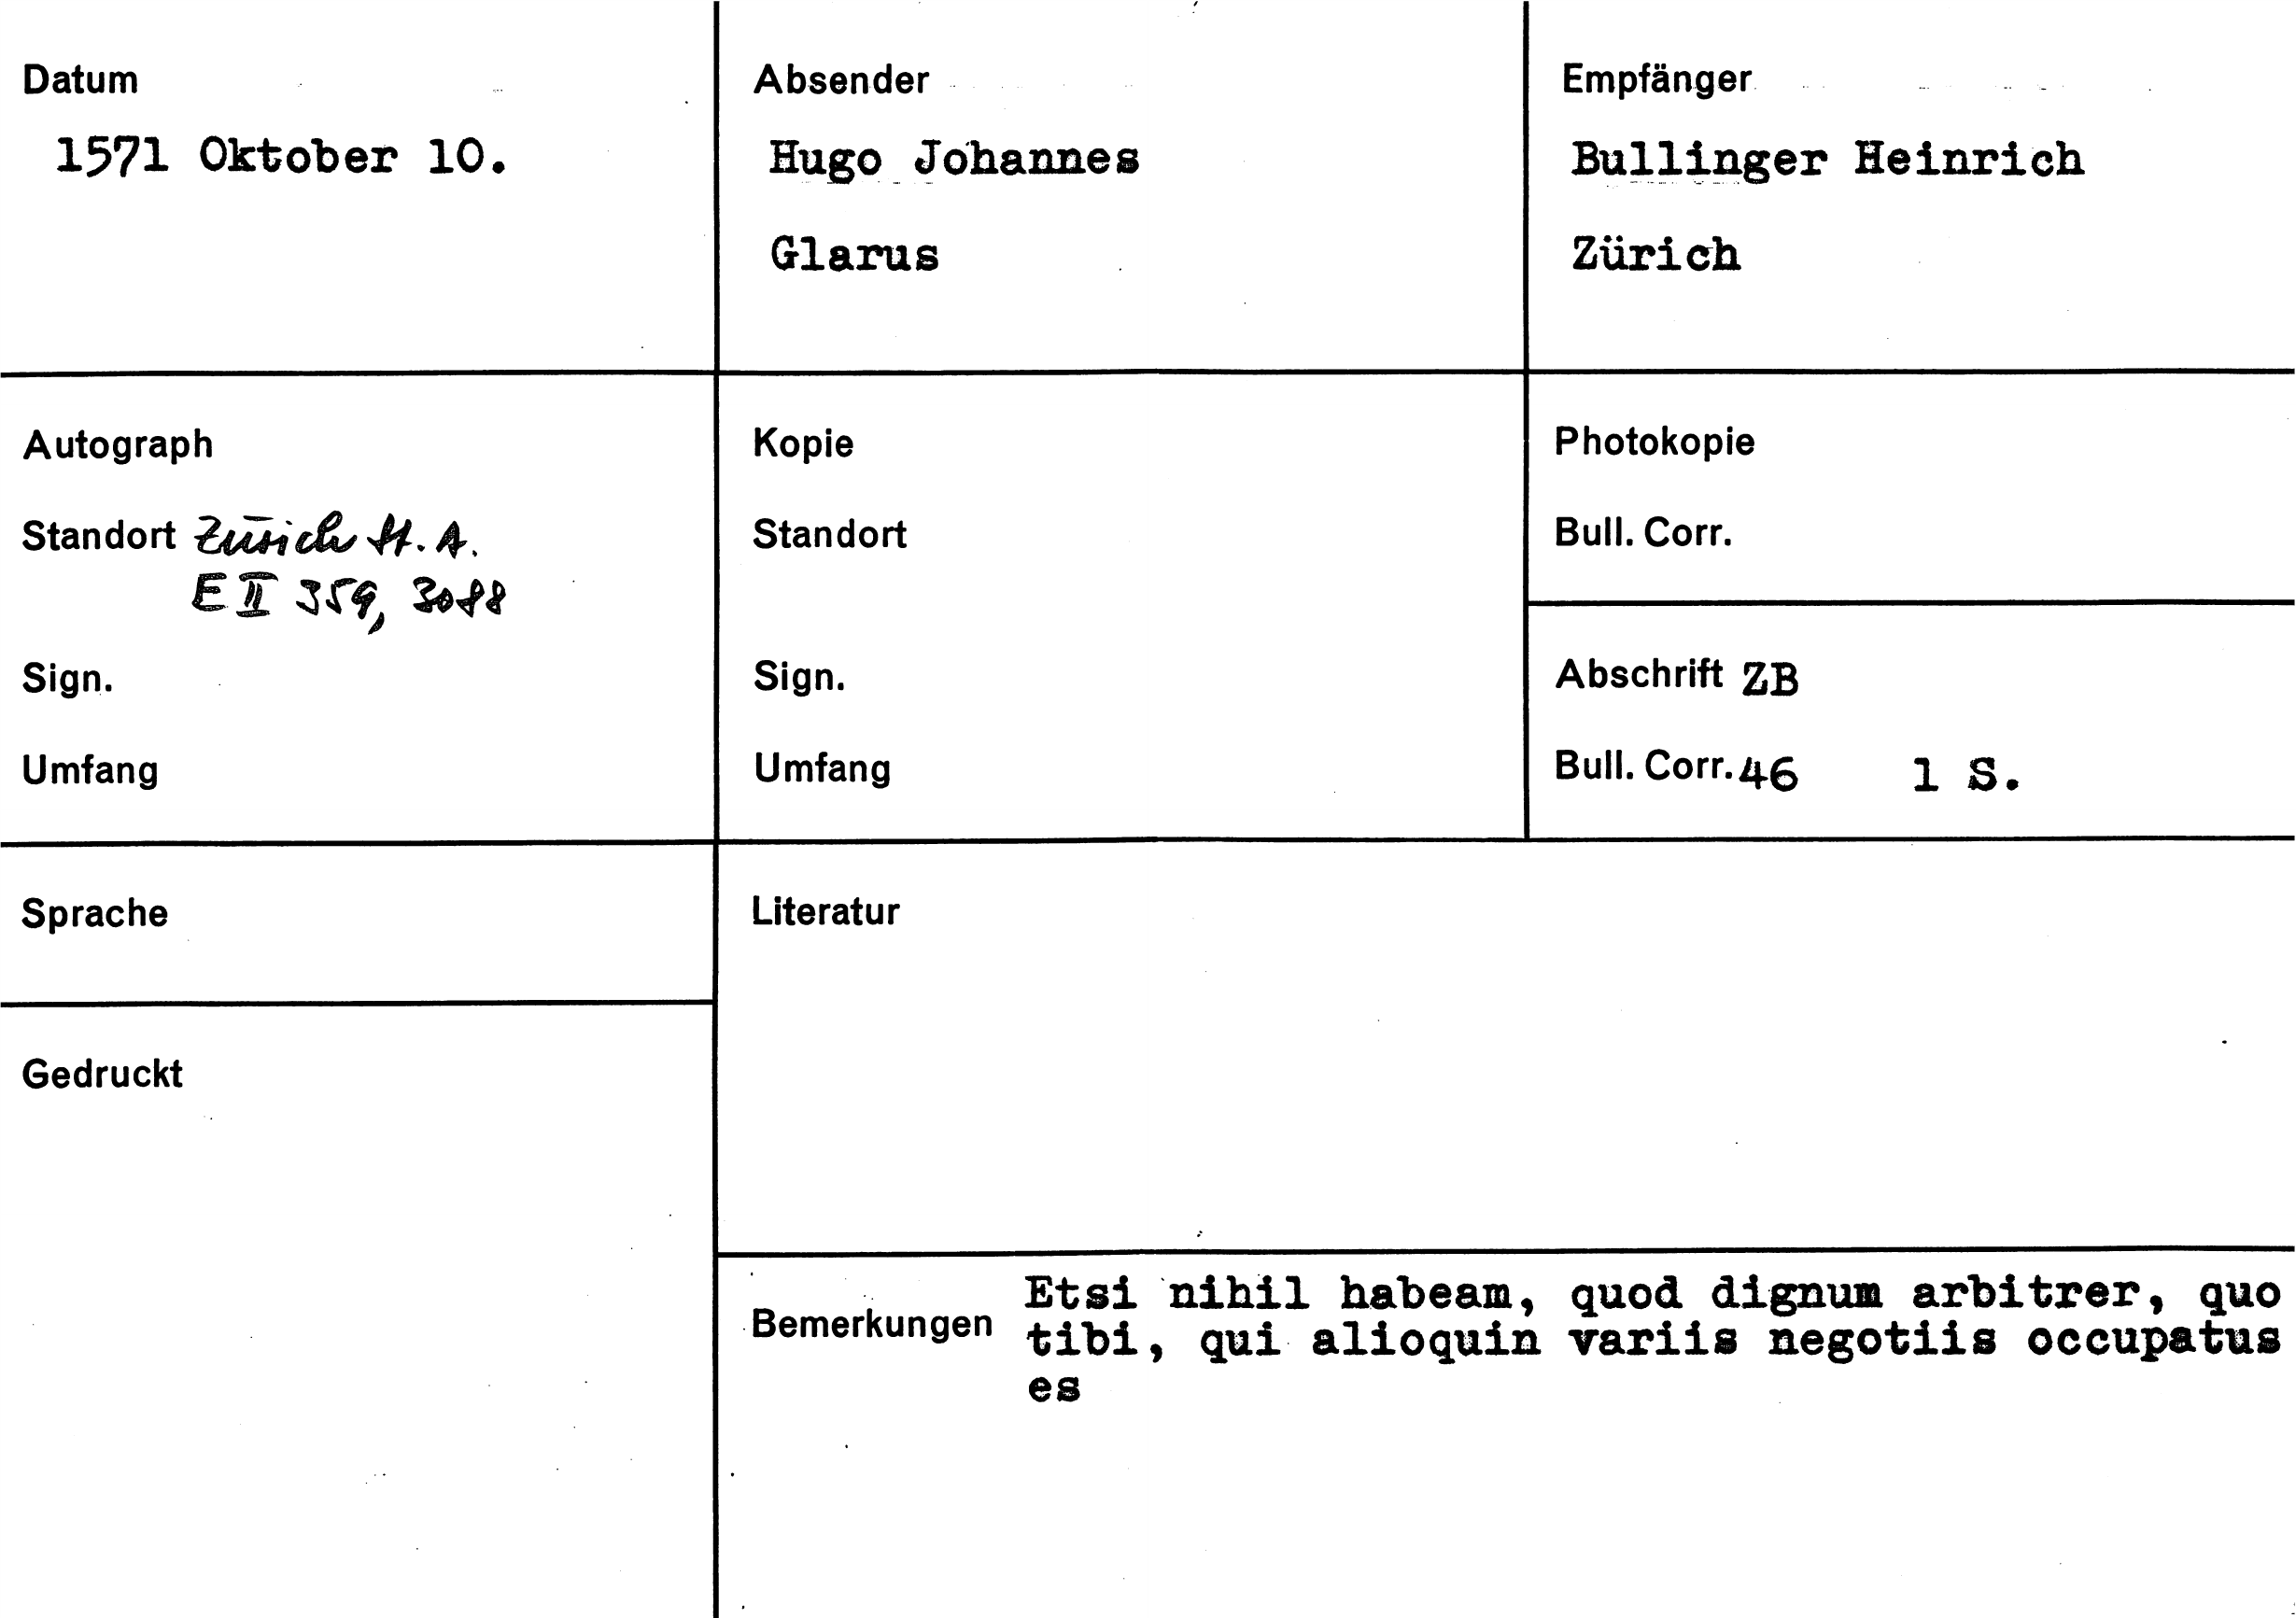 Datum
1571 Oktober 10.
Absender
Hugo Johannes
Glarus
Empfänger
Bullinger Heinrich
Zürich
Autograph
Standort Zürich St. A.
E II 359, 3088
Sign.
Umfang
Kopie
Standort
Sign.
Umfang
Photokopie
Bull. Corr.
Abschrift ZB
Bull. Corr. 46 1 S.
Sprache
Literatur
Gedruckt
Bemerkungen
Etsi nihil habeam, quod dignum arbitrer, quo
tibi, qui alioquin variis negotiis occupatus
es